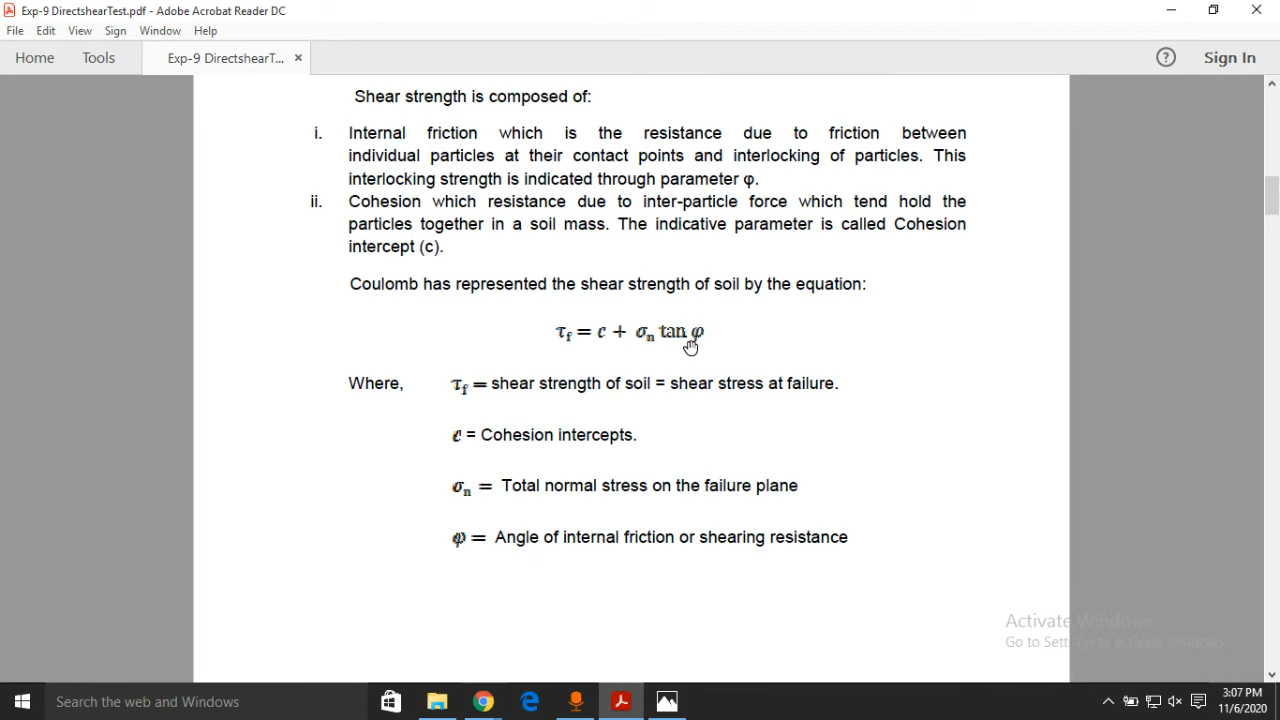 Exp-9 DirectshearTest.pdf - Adobe Acrobat Reader DC
File Edit View Sign Window Help
Home Tools Exp-9 DirectshearT... × ? Sign In
Shear strength is composed of:
i. Internal friction which is the resistance due to friction between
individual particles at their contact points and interlocking of particles. This
interlocking strength is indicated through parameter φ.
ii. Cohesion which resistance due to inter-particle force which tend hold the
particles together in a soil mass. The indicative parameter is called Cohesion
intercept (c).
Coulomb has represented the shear strength of soil by the equation:
τf = c + σn tan φ
Where, τf = shear strength of soil = shear stress at failure.
c = Cohesion intercepts.
σn = Total normal stress on the failure plane
φ = Angle of internal friction or shearing resistance
Activate Windows
Go to Settings to activate Windows.
Search the web and Windows
3:07 PM
11/6/2020